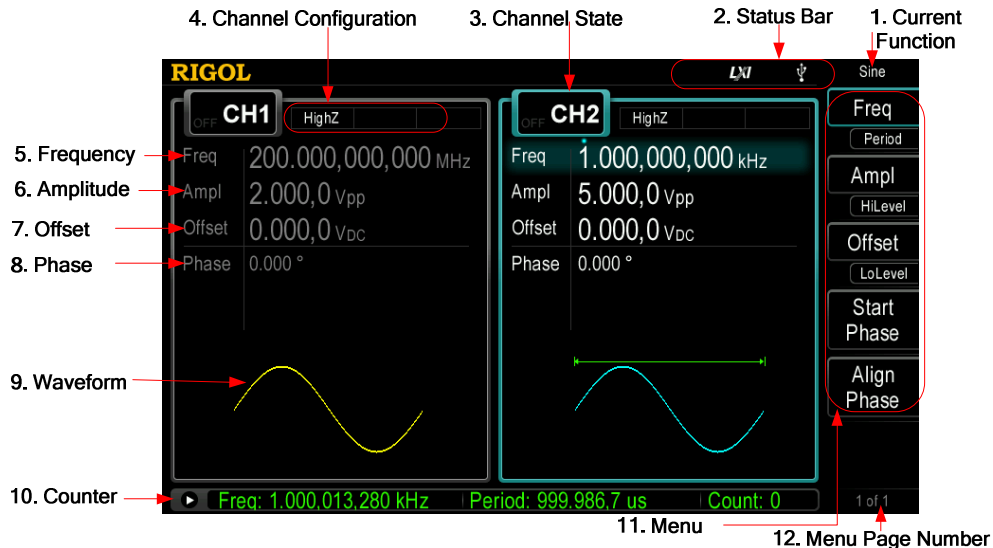 4. Channel Configuration
3. Channel State
2. Status Bar
1. Current Function
RIGOL
LXI
Sine
OFF CH1 HighZ
Freq 200.000,000,000 MHz
Ampl 2.000,0 Vpp
Offset 0.000,0 VDC
Phase 0.000 °
OFF CH2 HighZ
Freq 1.000,000,000 kHz
Ampl 5.000,0 Vpp
Offset 0.000,0 VDC
Phase 0.000 °
Freq
Period
Ampl
HiLevel
Offset
LoLevel
Start
Phase
Align
Phase
5. Frequency
6. Amplitude
7. Offset
8. Phase
9. Waveform
10. Counter
Freq: 1.000,013,280 kHz Period: 999.986,7 us Count: 0
1 of 1
11. Menu
12. Menu Page Number